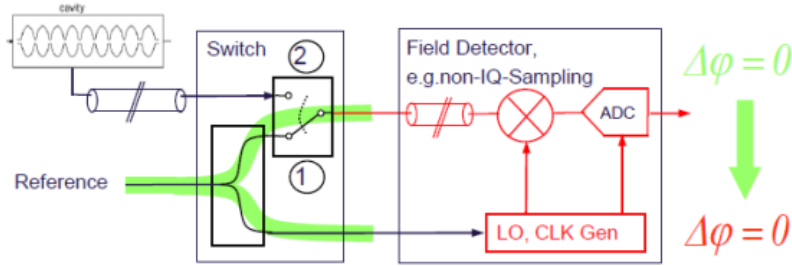 cavity
Switch
2
Field Detector,
e.g.non-IQ-Sampling
Δφ = 0
ADC
1
Reference
LO, CLK Gen
Δφ = 0